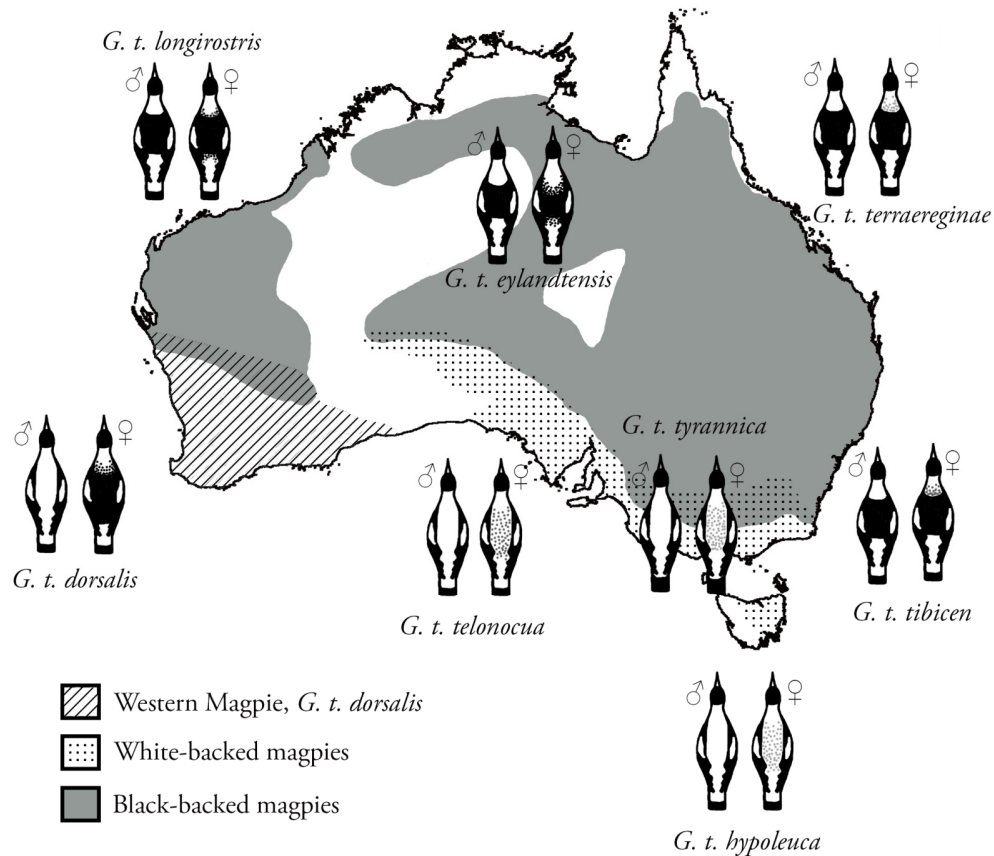 G. t. longirostris
♂ ♀
♂ ♀
G. t. terraereginae
♂ ♀
G. t. eylandtensis
G. t. tyrannica
♂ ♀
♂ ♀
G. t. dorsalis
♂ ♀
G. t. telonocua
♂ ♀
G. t. tibicen
Western Magpie, G. t. dorsalis
White-backed magpies
Black-backed magpies
♂ ♀
G. t. hypoleuca